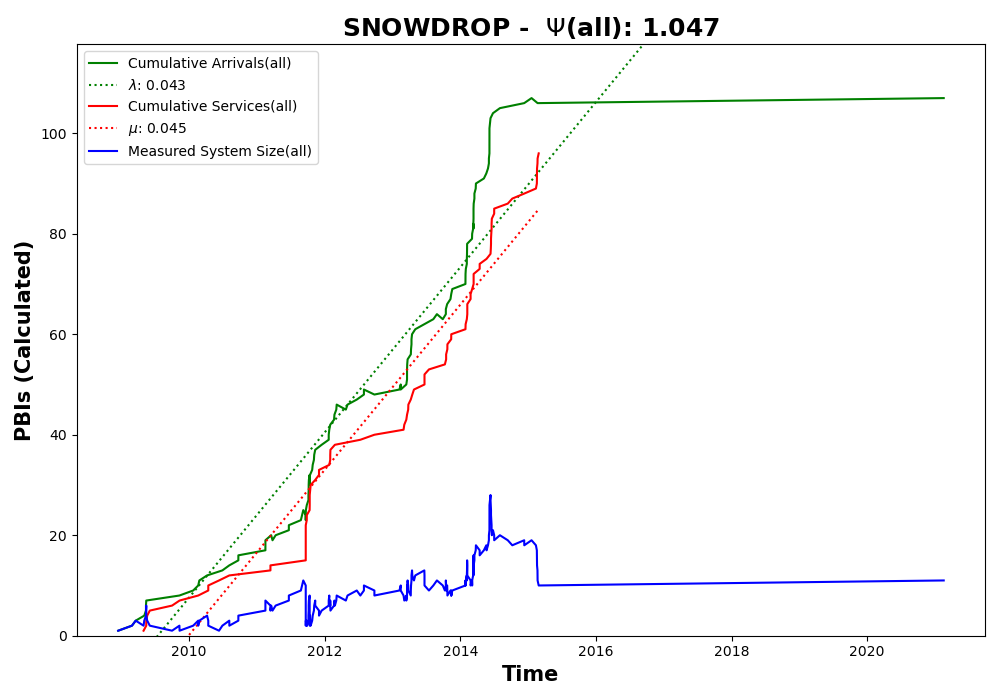 SNOWDROP - Ψ(all): 1.047
Cumulative Arrivals(all)
λ: 0.043
Cumulative Services(all)
μ: 0.045
Measured System Size(all)
PBIs (Calculated)
100
80
60
40
20
0
2010 2012 2014 2016 2018 2020
Time